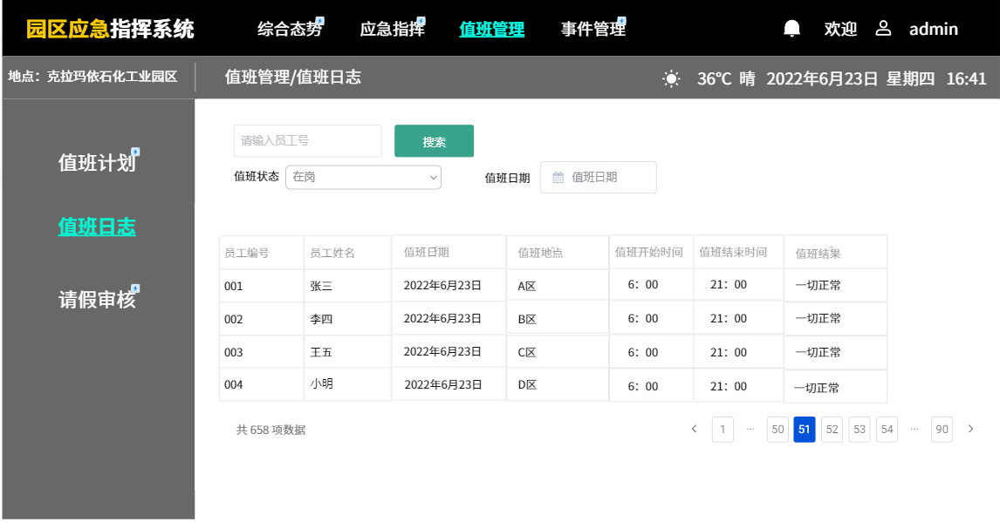 园区应急指挥系统 综合态势 应急指挥 值班管理 事件管理 欢迎 admin
地点：克拉玛依石化工业园区 值班管理/值班日志 36℃ 晴 2022年6月23日 星期四 16:41
值班计划
值班日志
请假审核
请输入员工号 搜索
值班状态 在岗 值班日期 值班日期
员工编号 员工姓名 值班日期 值班地点 值班开始时间 值班结束时间 值班结果
001 张三 2022年6月23日 A区 6：00 21：00 一切正常
002 李四 2022年6月23日 B区 6：00 21：00 一切正常
003 王五 2022年6月23日 C区 6：00 21：00 一切正常
004 小明 2022年6月23日 D区 6：00 21：00 一切正常
共 658 项数据 1 ··· 50 51 52 53 54 ··· 90